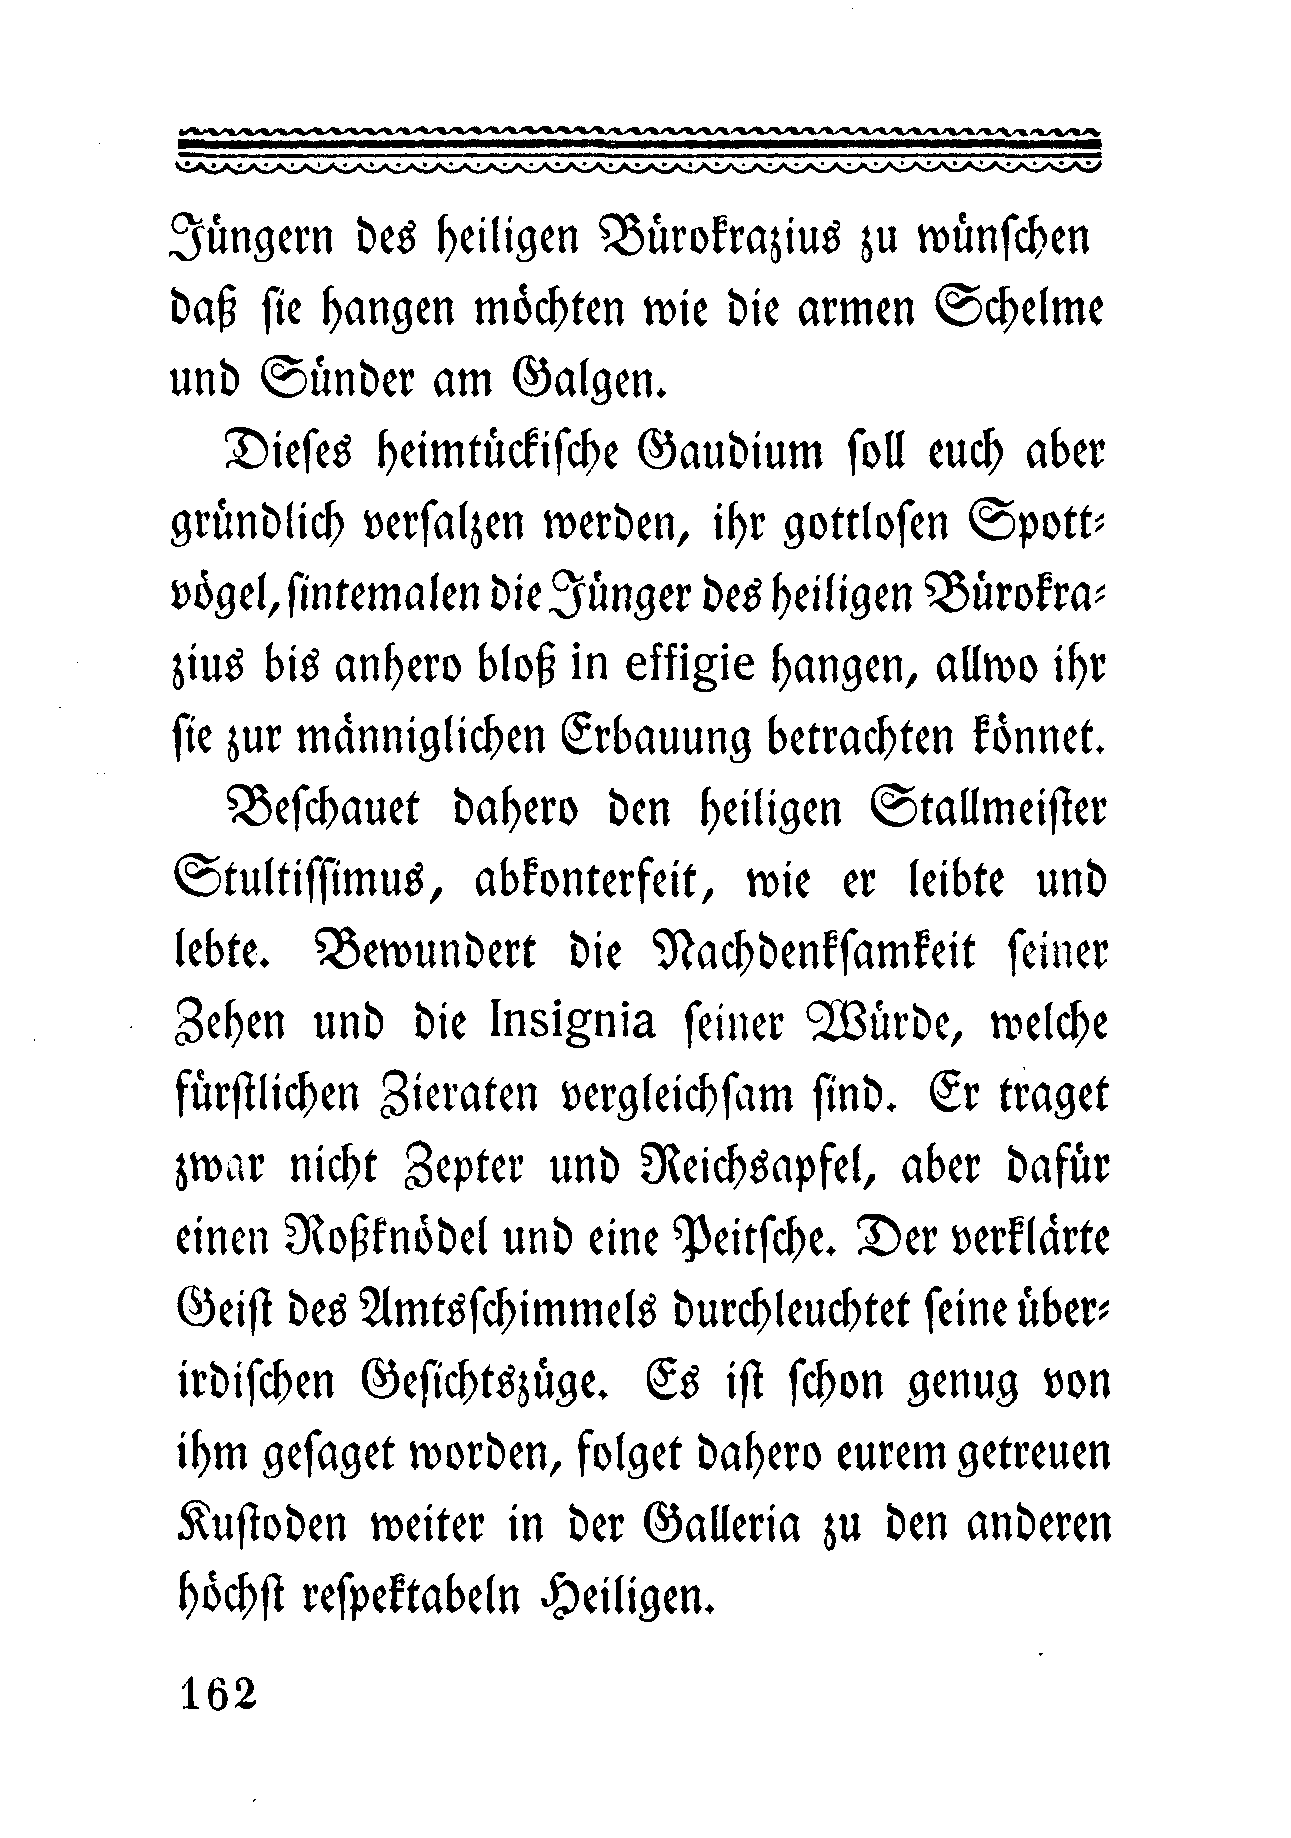 Jüngern des heiligen Bürokrazius zu wünſchen
daß ſie hangen möchten wie die armen Schelme
und Sünder am Galgen.
Dieſes heimtückiſche Gaudium ſoll euch aber
gründlich verſalzen werden, ihr gottloſen Spott⸗
vögel, ſintemalen die Jünger des heiligen Bürokra⸗
zius bis anhero bloß in effigie hangen, allwo ihr
ſie zur männiglichen Erbauung betrachten könnet.
Beſchauet dahero den heiligen Stallmeiſter
Stultiſſimus, abkonterfeit, wie er leibte und
lebte. Bewundert die Nachdenkſamkeit ſeiner
Zehen und die Insignia ſeiner Würde, welche
fürſtlichen Zieraten vergleichſam ſind. Er traget
zwar nicht Zepter und Reichsapfel, aber dafür
einen Roßknödel und eine Peitſche. Der verklärte
Geiſt des Amtsſchimmels durchleuchtet ſeine über⸗
irdiſchen Geſichtszüge. Es iſt ſchon genug von
ihm geſaget worden, folget dahero eurem getreuen
Kuſtoden weiter in der Galleria zu den anderen
höchſt reſpektabeln Heiligen.
162